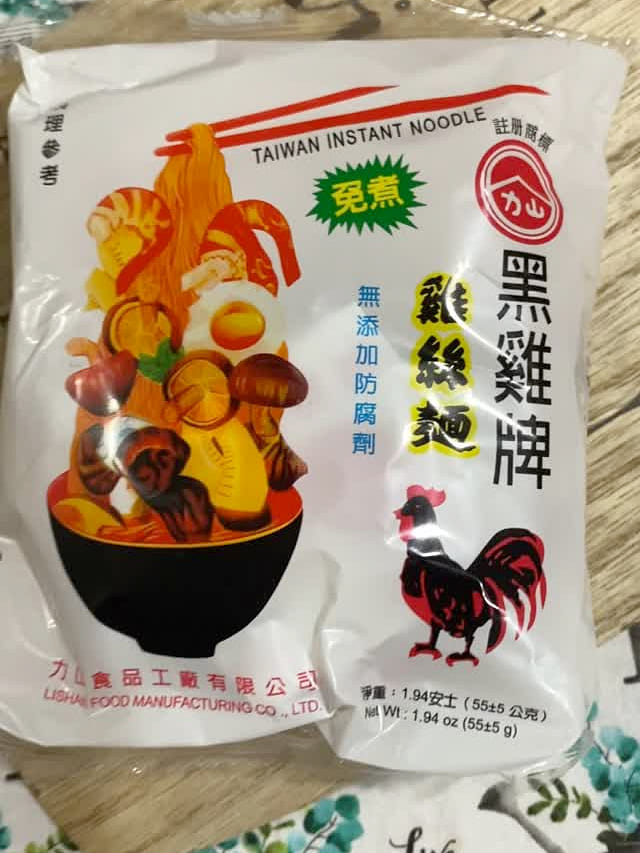 理參考
TAIWAN INSTANT NOODLE
註册商標
力山
免煮
黑雞牌
雞絲麵
無添加防腐劑
力山食品工廠有限公司
LISHAN FOOD MANUFACTURING CO., LTD.
淨重：1.94安士（55±5 公克）
Net Wt : 1.94 oz (55±5 g)